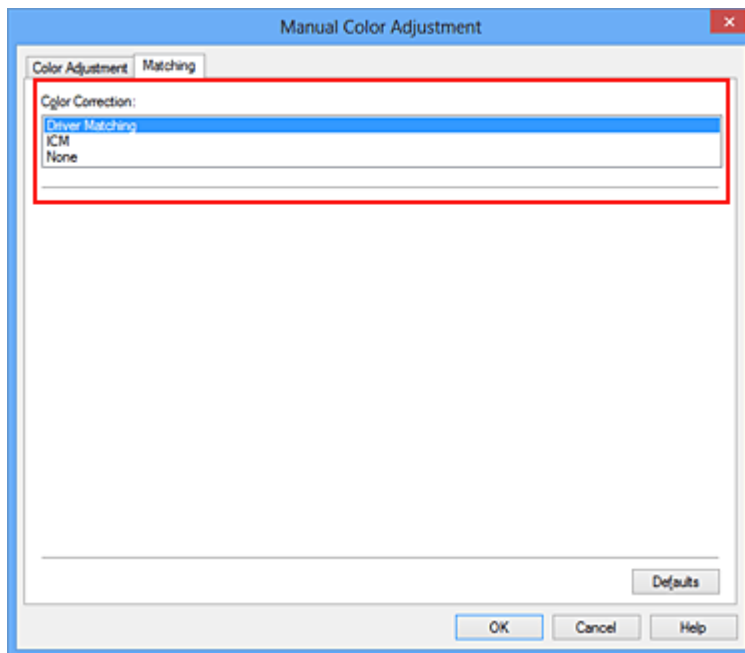 Manual Color Adjustment
Color Adjustment Matching
Color Correction:
Driver Matching
ICM
None
Defaults
OK Cancel Help